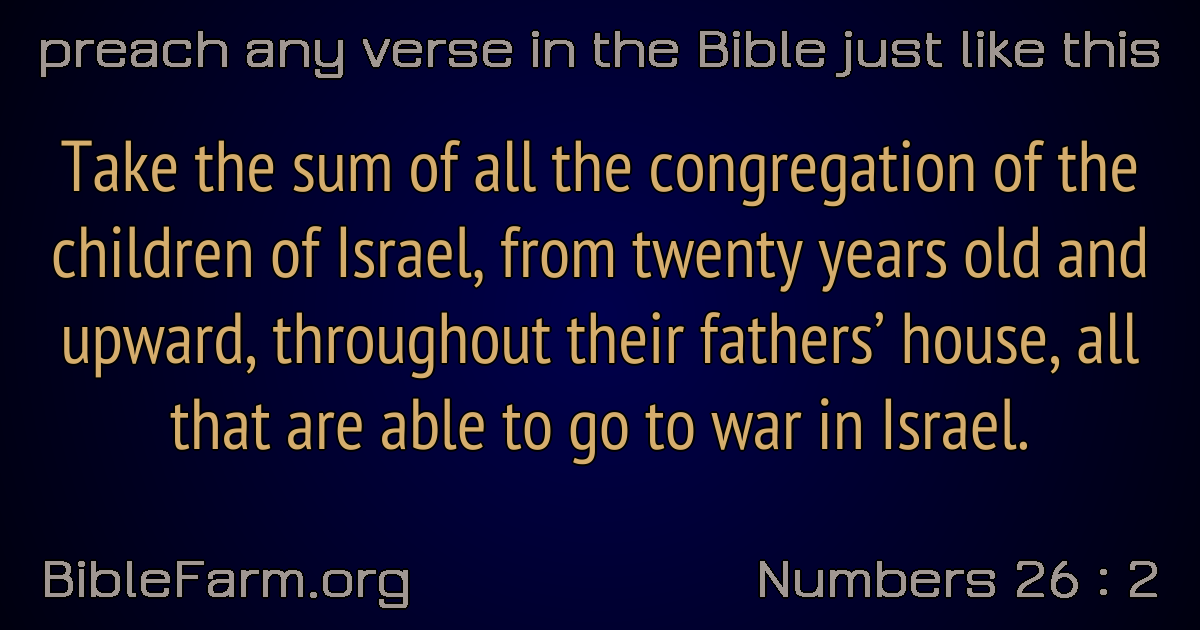 preach any verse in the Bible just like this
Take the sum of all the congregation of the
children of Israel, from twenty years old and
upward, throughout their fathers’ house, all
that are able to go to war in Israel.
BibleFarm.org
Numbers 26 : 2